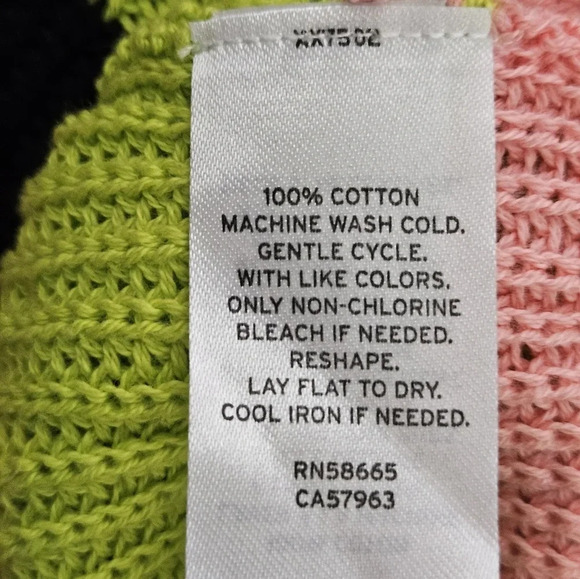 100% COTTON
MACHINE WASH COLD.
GENTLE CYCLE.
WITH LIKE COLORS.
ONLY NON-CHLORINE
BLEACH IF NEEDED.
RESHAPE.
LAY FLAT TO DRY.
COOL IRON IF NEEDED.
RN58665
CA57963